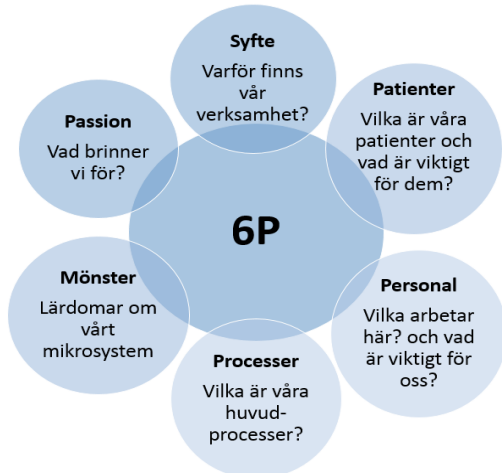 Syfte
Varför finns
vår
verksamhet?
Patienter
Vilka är våra
patienter och
vad är viktigt
för dem?
Personal
Vilka arbetar
här? och vad
är viktigt för
oss?
Processer
Vilka är våra
huvud-
processer?
Mönster
Lärdomar om
vårt
mikrosystem
Passion
Vad brinner
vi för?
6P